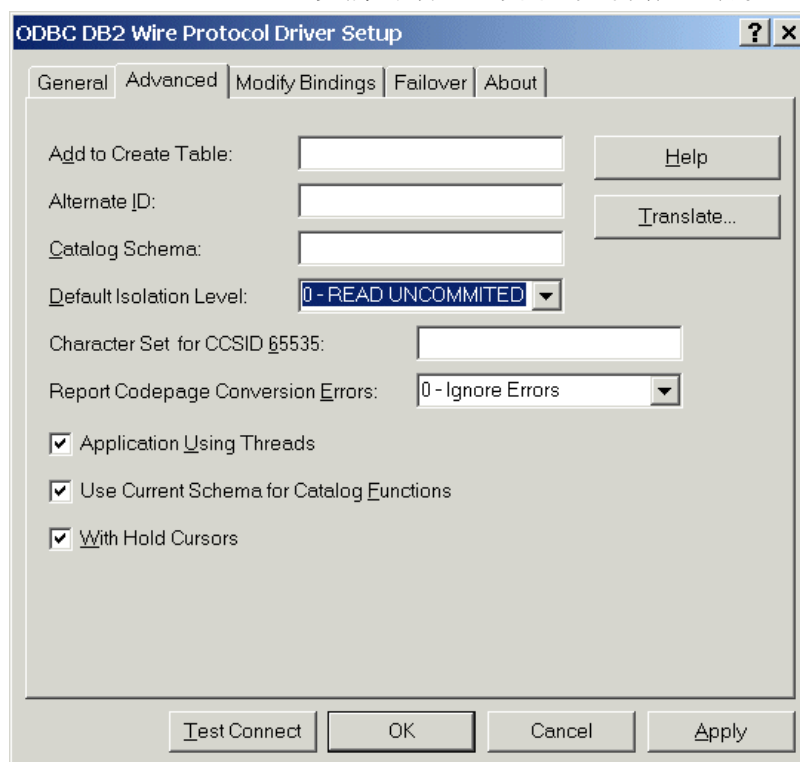 ODBC DB2 Wire Protocol Driver Setup
General Advanced Modify Bindings Failover About
Add to Create Table:
Help
Alternate ID:
Translate...
Catalog Schema:
Default Isolation Level: 0 - READ UNCOMMITED
Character Set for CCSID 65535:
Report Codepage Conversion Errors: 0 - Ignore Errors
Application Using Threads
Use Current Schema for Catalog Functions
With Hold Cursors
Test Connect OK Cancel Apply